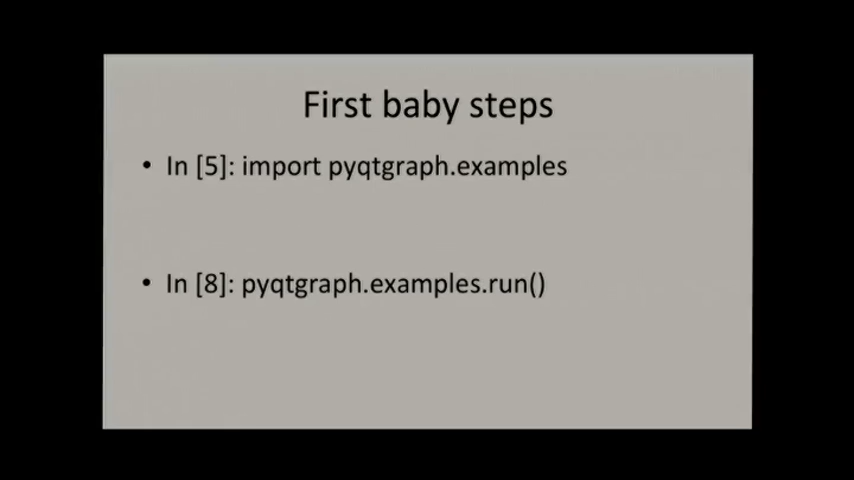 First baby steps
• In [5]: import pyqtgraph.examples
• In [8]: pyqtgraph.examples.run()